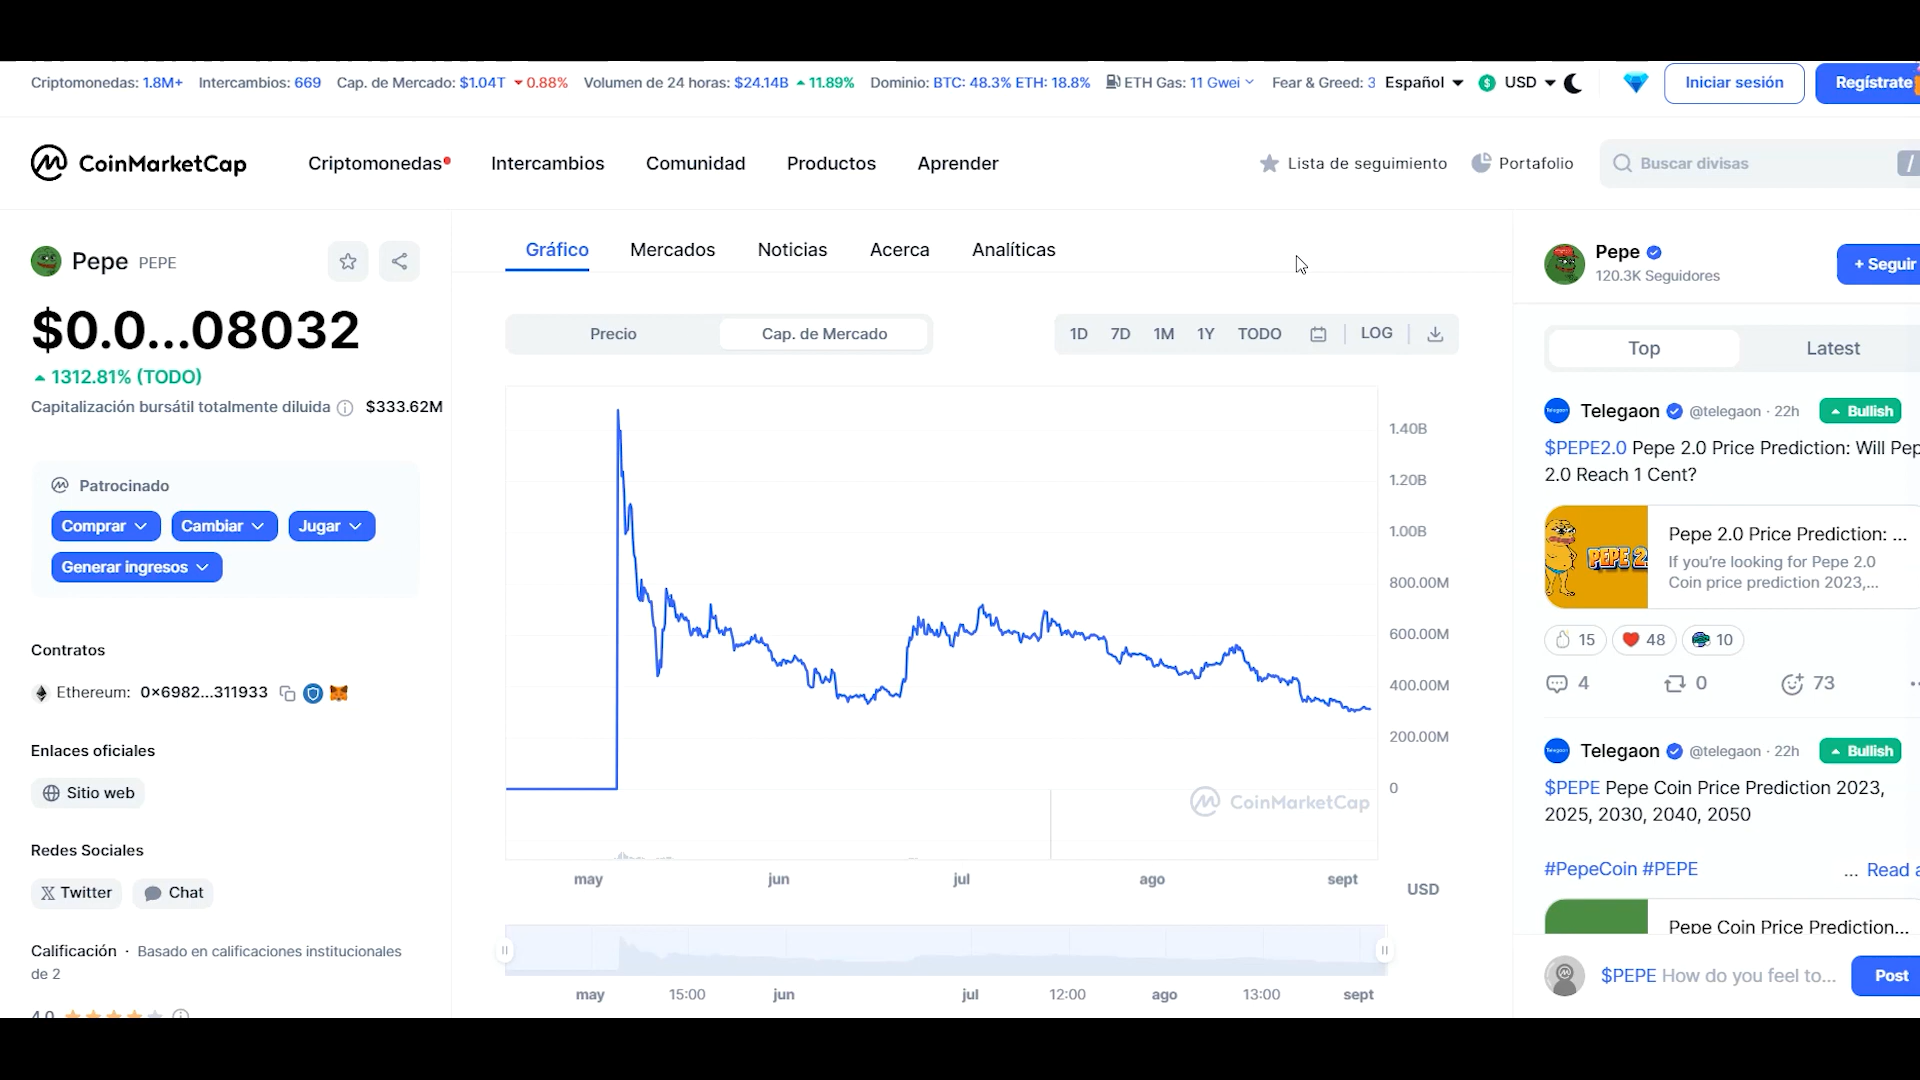 Criptomonedas: 1.8M+ Intercambios: 669 Cap. de Mercado: $1.04T 0.88% Volumen de 24 horas: $24.14B 11.89% Dominio: BTC: 48.3% ETH: 18.8% ETH Gas: 11 Gwei Fear & Greed: 3 Español USD Iniciar sesión Regístrate
CoinMarketCap Criptomonedas Intercambios Comunidad Productos Aprender Lista de seguimiento Portafolio Buscar divisas /
Pepe PEPE
$0.0...08032
1312.81% (TODO)
Capitalización bursátil totalmente diluida $333.62M
Patrocinado
Comprar Cambiar Jugar
Generar ingresos
Contratos
Ethereum: 0x6982...311933
Enlaces oficiales
Sitio web
Redes Sociales
Twitter Chat
Calificación · Basado en calificaciones institucionales
de 2
4.0
Gráfico Mercados Noticias Acerca Analíticas
Precio Cap. de Mercado 1D 7D 1M 1Y TODO LOG
1.40B
1.20B
1.00B
800.00M
600.00M
400.00M
200.00M
0
CoinMarketCap
may jun jul ago sept
USD
may 15:00 jun jul 12:00 ago 13:00 sept
Pepe
120.3K Seguidores
+ Seguir
Top Latest
Telegaon @telegaon · 22h Bullish
$PEPE2.0 Pepe 2.0 Price Prediction: Will Pep
2.0 Reach 1 Cent?
PEPE 2.
Pepe 2.0 Price Prediction: ...
If you're looking for Pepe 2.0
Coin price prediction 2023,...
15 48 10
4 0 73
Telegaon @telegaon · 22h Bullish
$PEPE Pepe Coin Price Prediction 2023,
2025, 2030, 2040, 2050
#PepeCoin #PEPE ... Read a
Pepe Coin Price Prediction...
$PEPE How do you feel to... Post